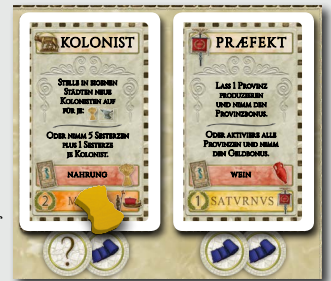 KOLONIST
STELLE IN EIGENEN
STÄDTEN NEUE
KOLONISTEN AUF
FÜR JE:
ODER NIMM 5 SESTERZEN
PLUS 1 SESTERZE
JE KOLONIST.
NAHRUNG
2 M
?
PRÆFEKT
LASS 1 PROVINZ
PRODUZIEREN
UND NIMM DEN
PROVINZBONUS.
ODER AKTIVIERE ALLE
PROVINZEN UND NIMM
DEN GELDBONUS.
WEIN
1 SATVRNVS